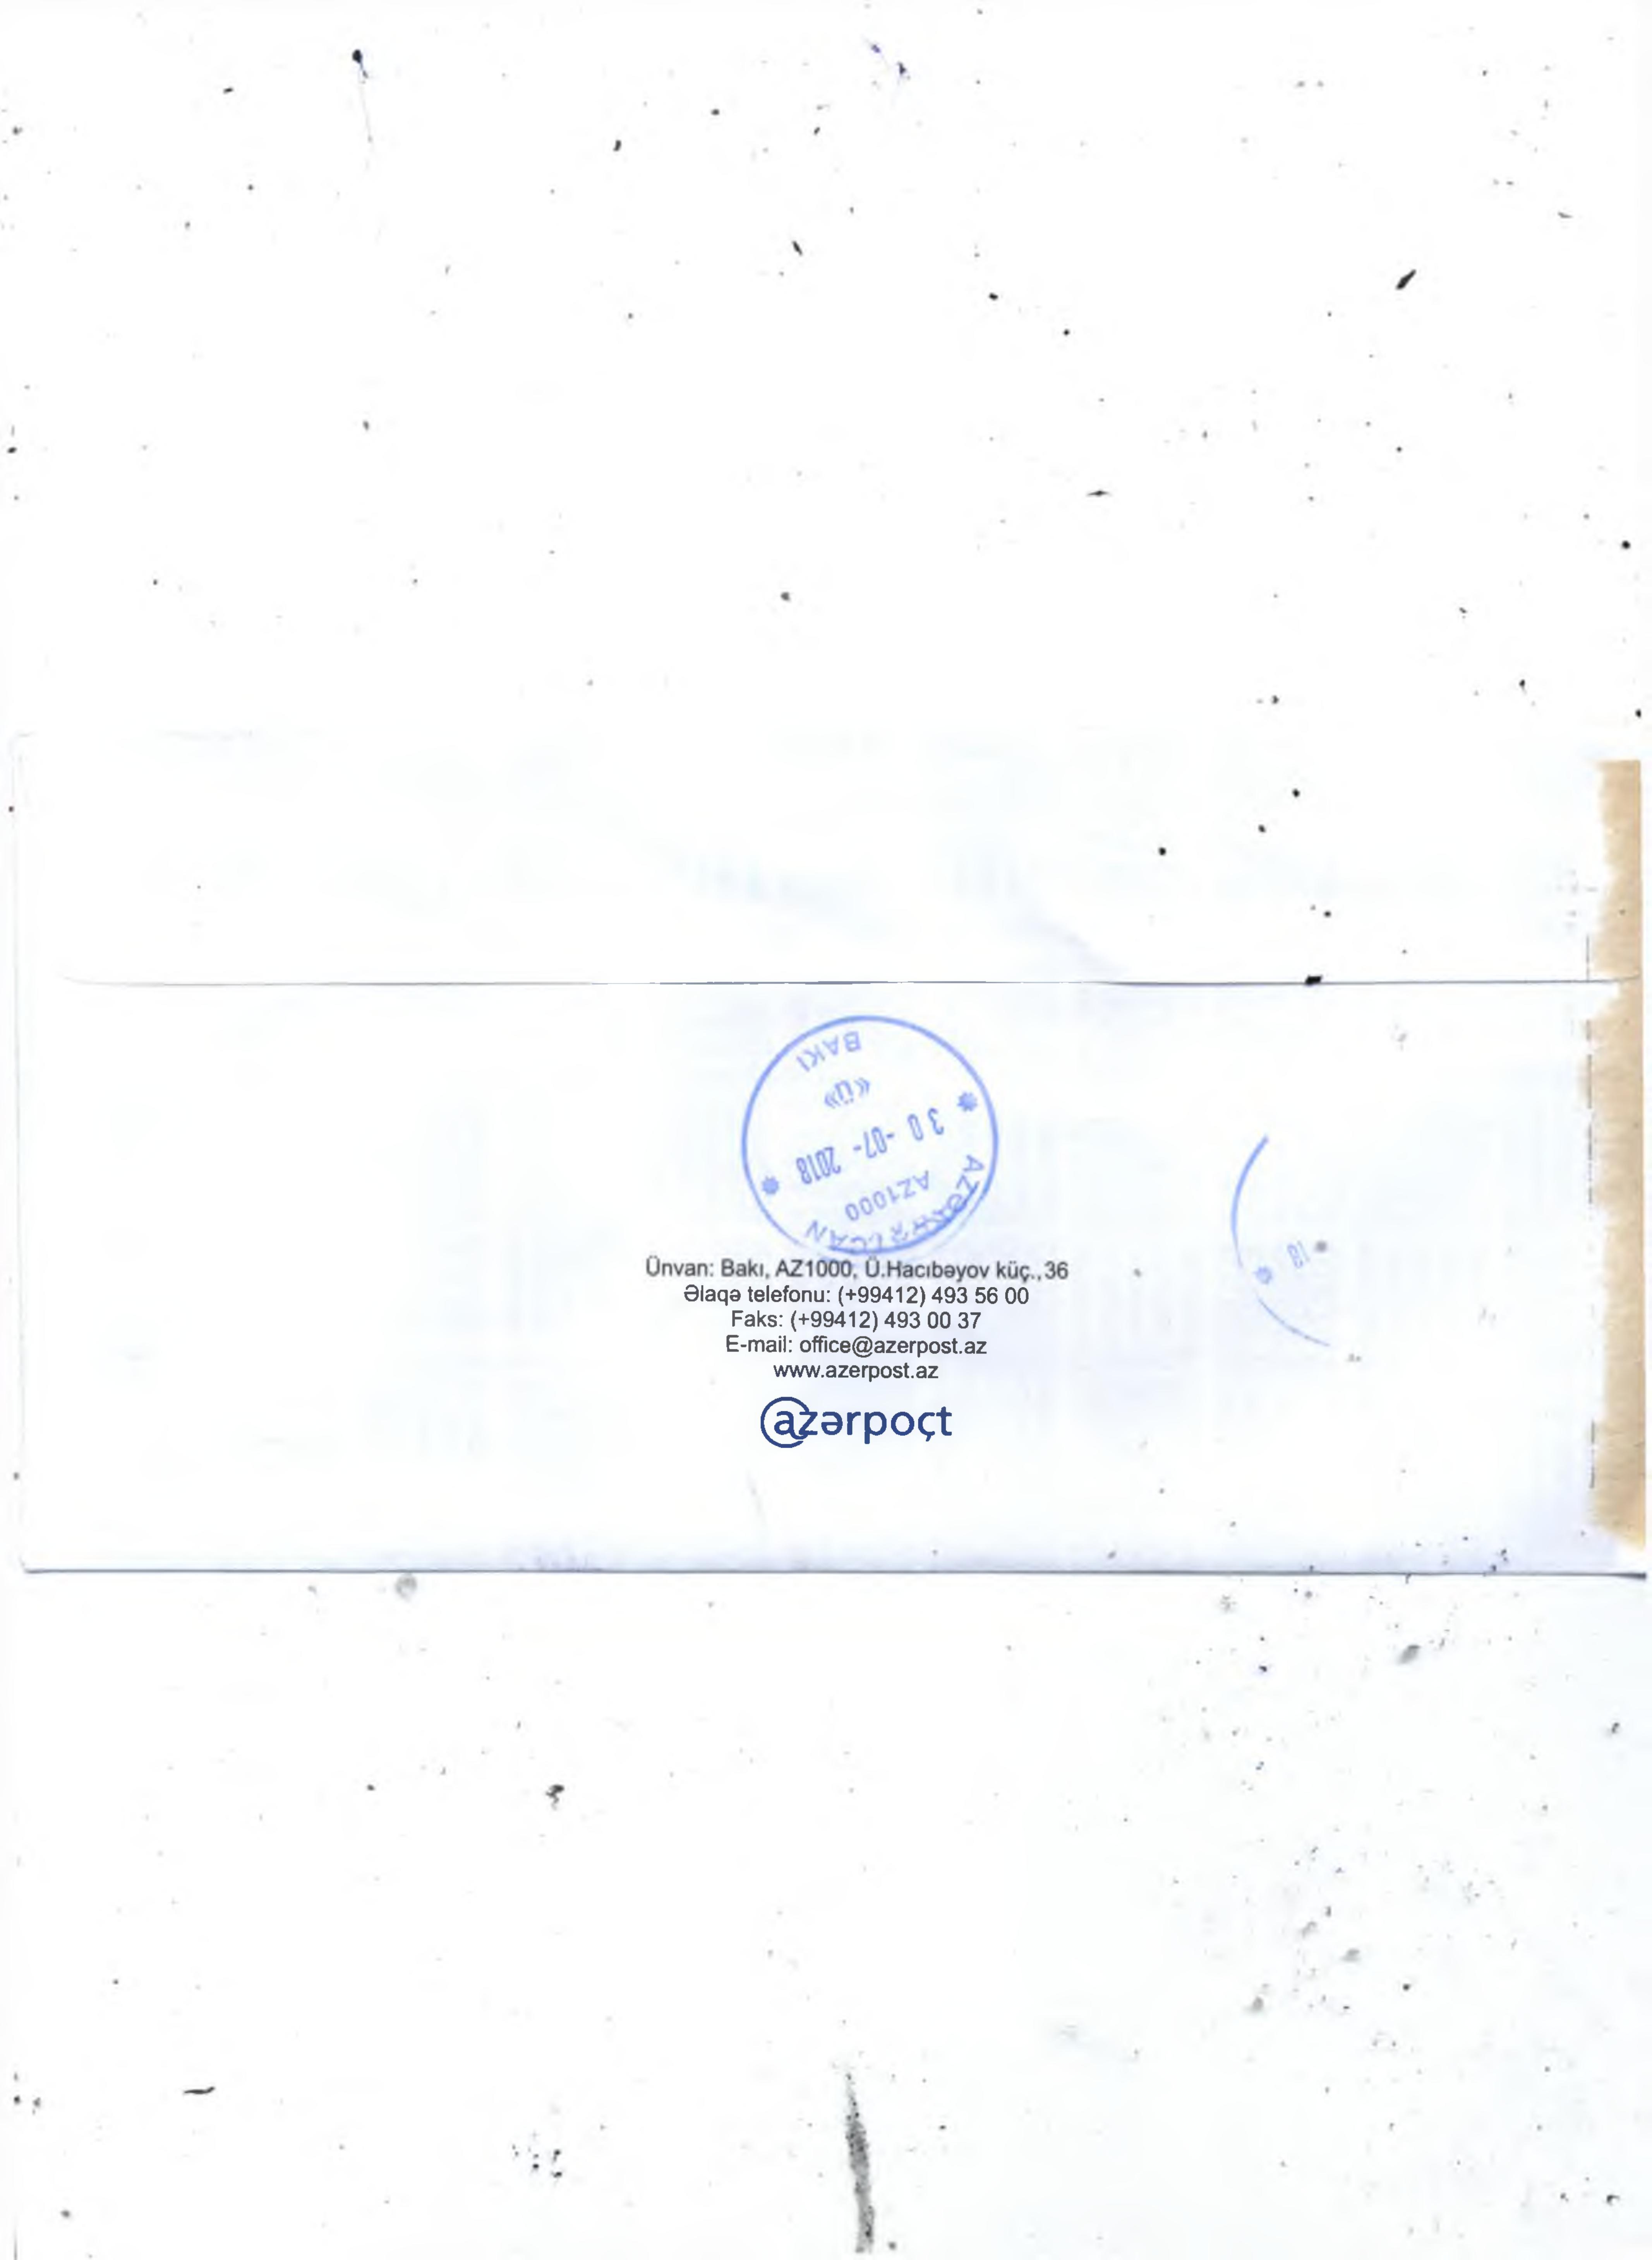 BAKI
«Ü»
30-07-2018
AZ1000
AZƏRBAYCAN
18
Ünvan: Bakı, AZ1000, Ü.Hacıbəyov küç.,36
Əlaqə telefonu: (+99412) 493 56 00
Faks: (+99412) 493 00 37
E-mail: office@azerpost.az
www.azerpost.az
@azərpoçt